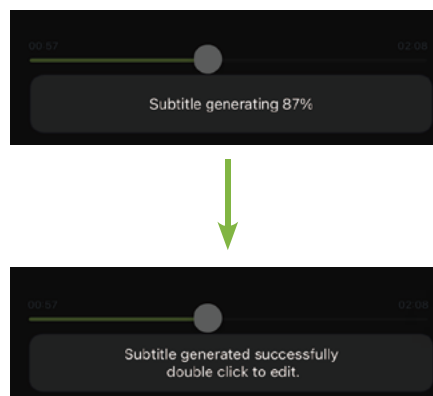 00:57
02:08
Subtitle generating 87%
00:57
02:08
Subtitle generated successfully
double click to edit.